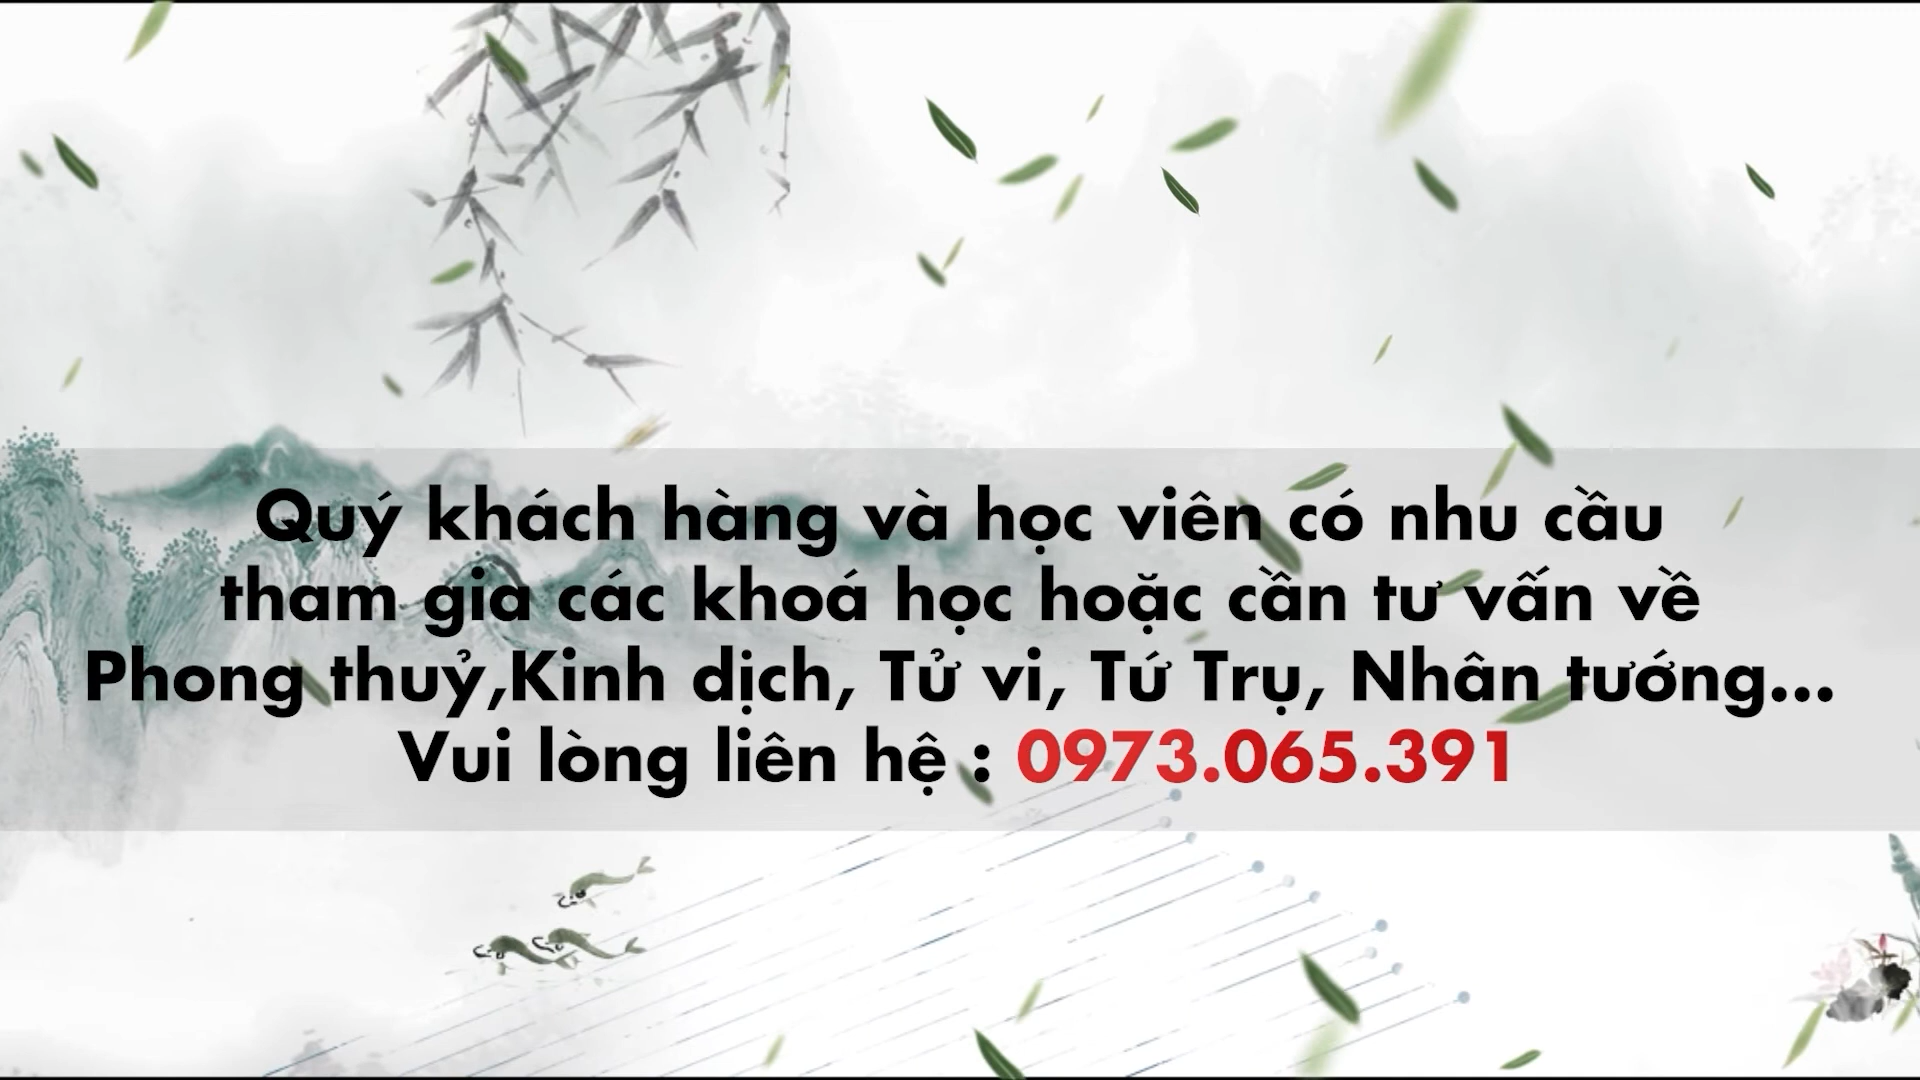 Quý khách hàng và học viên có nhu cầu
tham gia các khoá học hoặc cần tư vấn về
Phong thuỷ,Kinh dịch, Tử vi, Tứ Trụ, Nhân tướng...
Vui lòng liên hệ : 0973.065.391